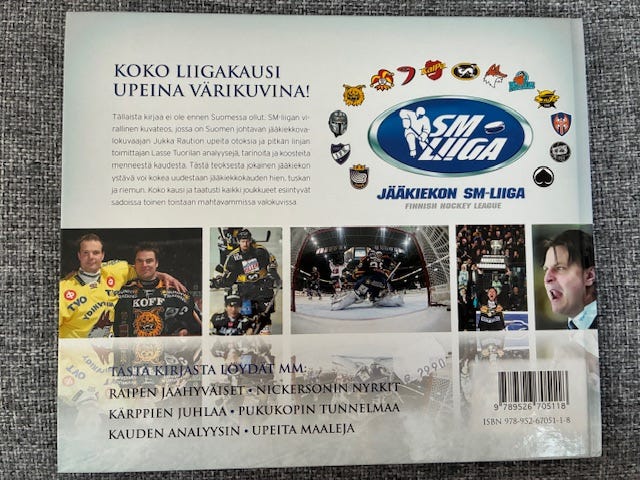 KOKO LIIGAKAUSI
UPEINA VÄRIKUVINA!
Tällaista kirjaa ei ole ennen Suomessa ollut. SM-liigan vi-
rallinen kuvateos, jossa on Suomen johtavan jääkiekkova-
lokuvaajan Jukka Raution upeita otoksia ja pitkän linjan
toimittajan Lasse Tuorilan analyysejä, tarinoita ja koosteita
menneestä kaudesta. Tästä teoksesta jokainen jääkiekon
ystävä voi kokea uudestaan jääkiekkokauden hien, tuskan
ja riemun. Koko kausi ja taatusti kaikki joukkueet esiintyvät
sadoissa toinen toistaan mahtavammissa valokuvissa.
SM-
LIIGA
JÄÄKIEKON SM-LIIGA
FINNISH HOCKEY LEAGUE
TVO
KOFF
TÄSTÄ KIRJASTA LÖYDÄT MM:
RAIPEN JÄÄHYVÄISET • NICKERSONIN NYRKIT
KÄRPPIEN JUHLAA • PUKUKOPIN TUNNELMAA
KAUDEN ANALYYSIN • UPEITA MAALEJA
9 789526 705118
ISBN 978-952-67051-1-8